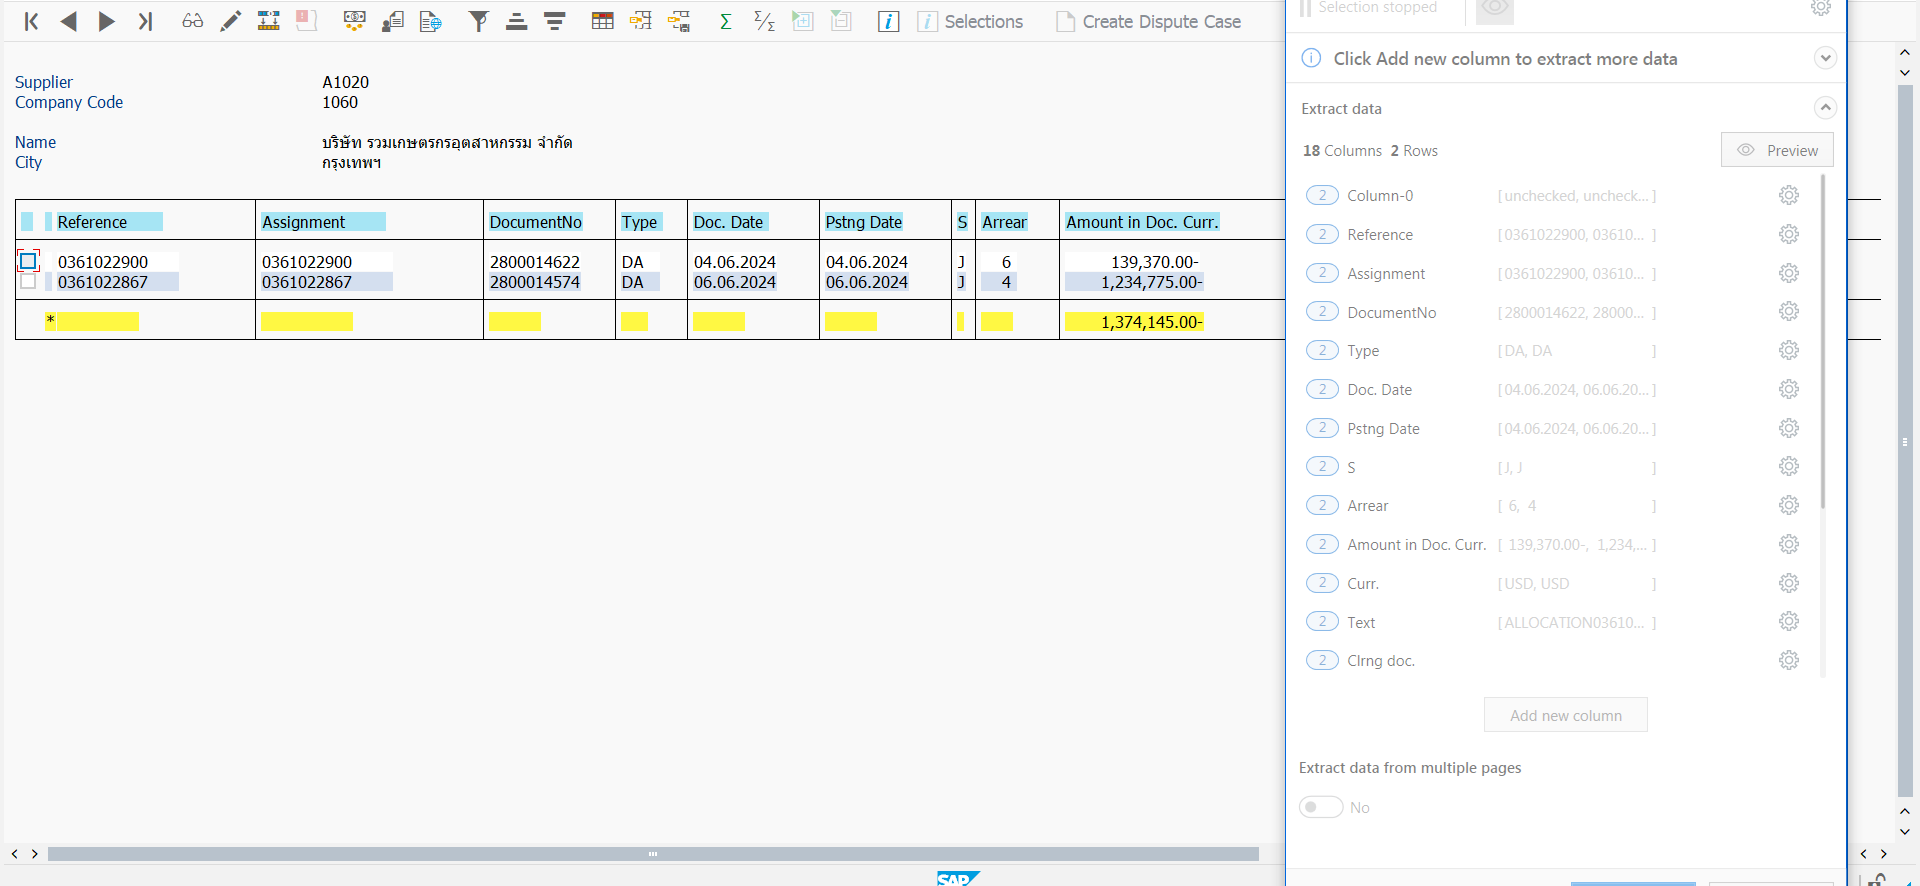 Selections
Create Dispute Case
Supplier A1020
Company Code 1060
Name บริษัท รวมเกษตรกรอุตสาหกรรม จำกัด
City กรุงเทพฯ
Reference Assignment DocumentNo Type Doc. Date Pstng Date S Arrear Amount in Doc. Curr.
0361022900 0361022900 2800014622 DA 04.06.2024 04.06.2024 J 6 139,370.00-
0361022867 0361022867 2800014574 DA 06.06.2024 06.06.2024 J 4 1,234,775.00-
* 1,374,145.00-
SAP
Selection stopped
Click Add new column to extract more data
Extract data
18 Columns 2 Rows
Preview
2 Column-0 [unchecked, uncheck... ]
2 Reference [0361022900, 03610... ]
2 Assignment [0361022900, 03610... ]
2 DocumentNo [2800014622, 28000... ]
2 Type [DA, DA ]
2 Doc. Date [04.06.2024, 06.06.20... ]
2 Pstng Date [04.06.2024, 06.06.20... ]
2 S [J, J ]
2 Arrear [ 6, 4 ]
2 Amount in Doc. Curr. [ 139,370.00-, 1,234,... ]
2 Curr. [USD, USD ]
2 Text [ALLOCATION03610... ]
2 Clrng doc.
Add new column
Extract data from multiple pages
No